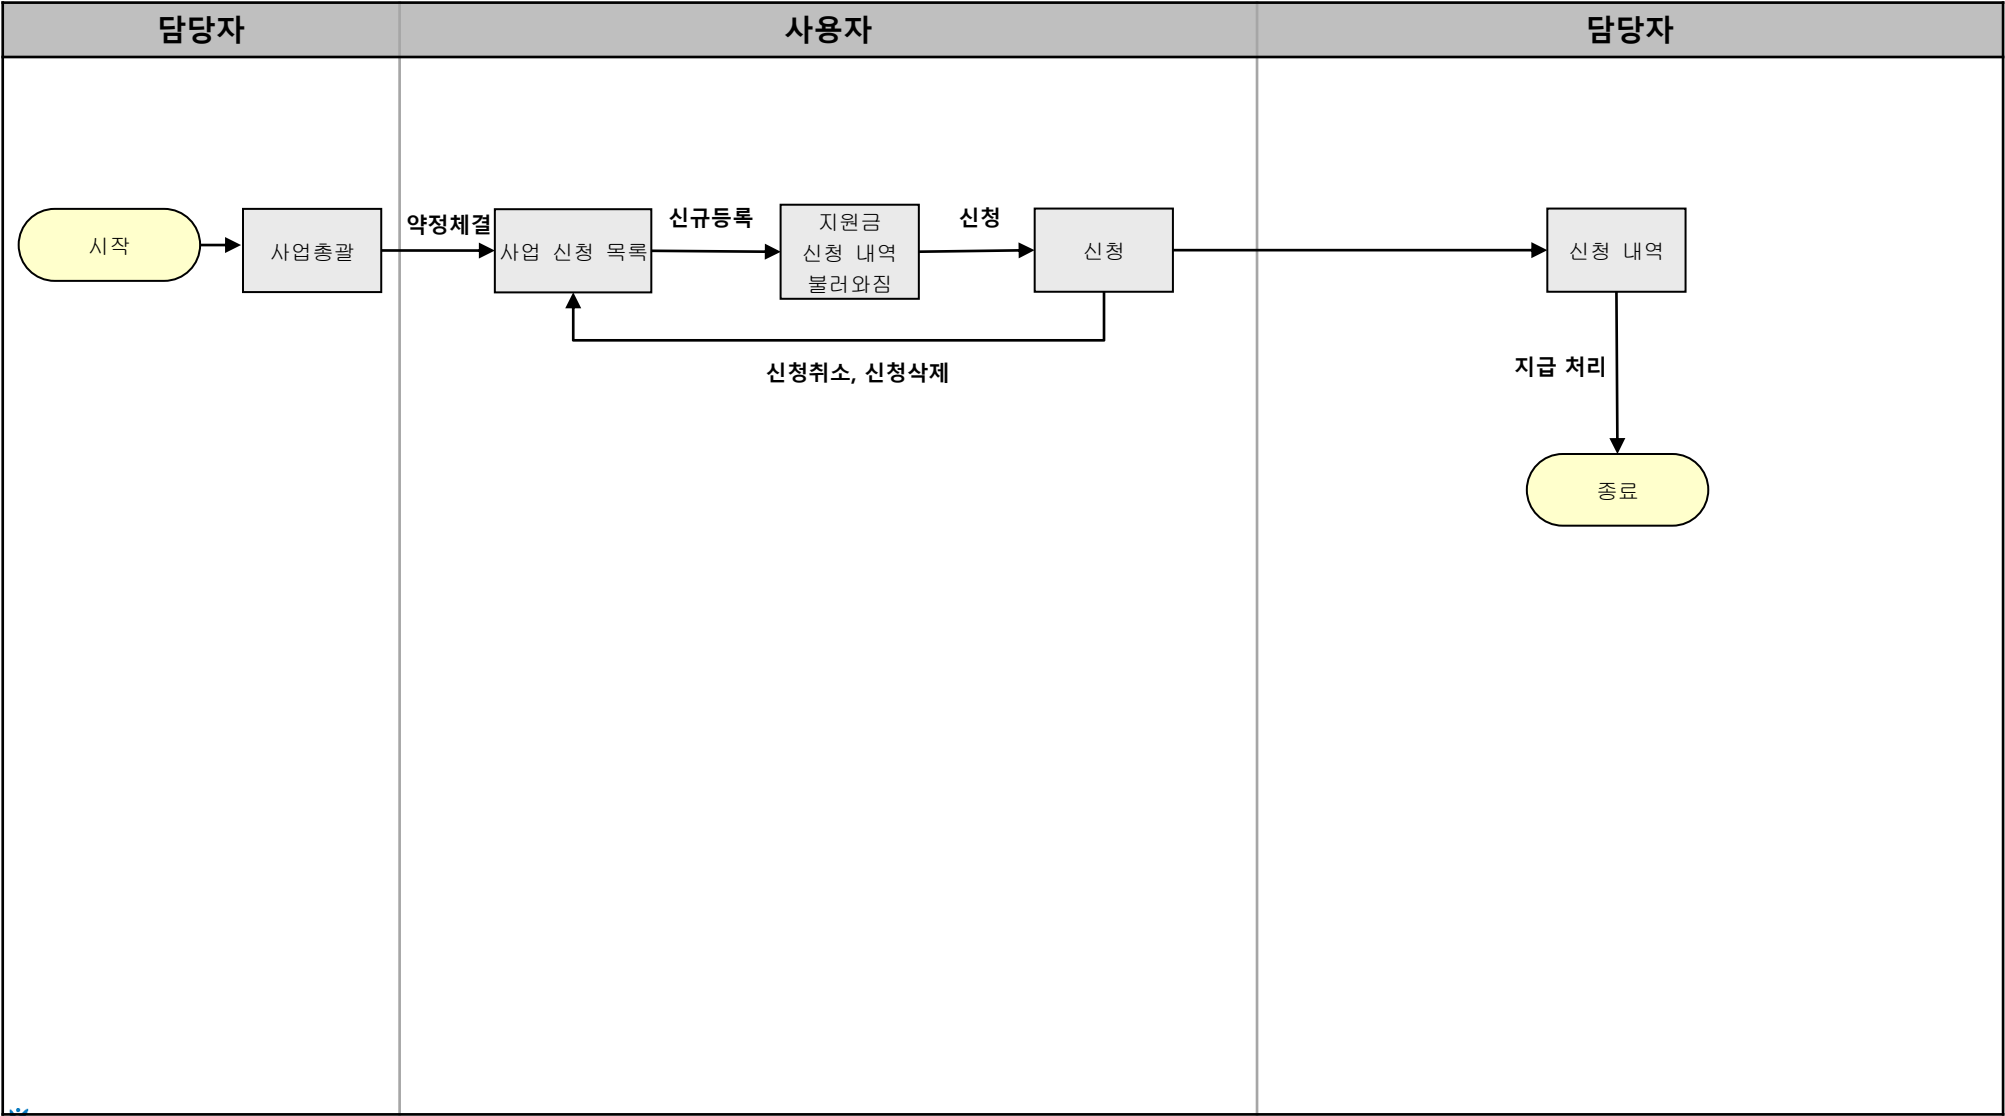 담당자
사용자
담당자
시작
사업총괄
약정체결
사업 신청 목록
신규등록
지원금
신청 내역
불러와짐
신청
신청
신청 내역
신청취소, 신청삭제
지급 처리
종료